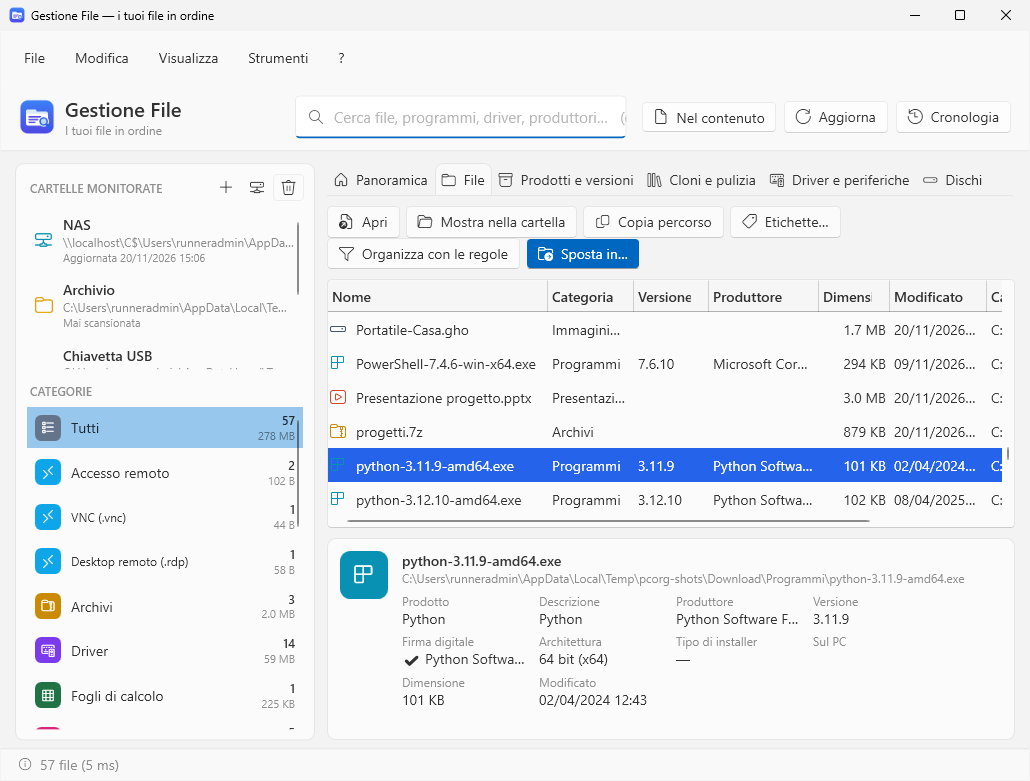 Gestione File — i tuoi file in ordine
File Modifica Visualizza Strumenti ?
Gestione File
I tuoi file in ordine
Cerca file, programmi, driver, produttori...
Nel contenuto Aggiorna Cronologia
CARTELLE MONITORATE
NAS
\\localhost\C$\Users\runneradmin\AppDa...
Aggiornata 20/11/2026 15:06
Archivio
C:\Users\runneradmin\AppData\Local\Te...
Mai scansionata
Chiavetta USB
CATEGORIE
Tutti 57
278 MB
Accesso remoto 2
102 B
VNC (.vnc) 1
44 B
Desktop remoto (.rdp) 1
58 B
Archivi 3
2.0 MB
Driver 14
59 MB
Fogli di calcolo 1
225 KB
Panoramica File Prodotti e versioni Cloni e pulizia Driver e periferiche Dischi
Apri Mostra nella cartella Copia percorso Etichette...
Organizza con le regole Sposta in...
Nome Categoria Versione Produttore Dimensi Modificato Ca
Portatile-Casa.gho Immagini... 1.7 MB 20/11/2026... C:
PowerShell-7.4.6-win-x64.exe Programmi 7.6.10 Microsoft Cor... 294 KB 09/11/2026... C:
Presentazione progetto.pptx Presentazi... 3.0 MB 20/11/2026... C:
progetti.7z Archivi 879 KB 20/11/2026... C:
python-3.11.9-amd64.exe Programmi 3.11.9 Python Softwa... 101 KB 02/04/2024... C:
python-3.12.10-amd64.exe Programmi 3.12.10 Python Softwa... 102 KB 08/04/2025... C:
python-3.11.9-amd64.exe
C:\Users\runneradmin\AppData\Local\Temp\pcorg-shots\Download\Programmi\python-3.11.9-amd64.exe
Prodotto Descrizione Produttore Versione
Python Python Python Software F... 3.11.9
Firma digitale Architettura Tipo di installer Sul PC
Python Softwa... 64 bit (x64) —
Dimensione Modificato
101 KB 02/04/2024 12:43
57 file (5 ms)